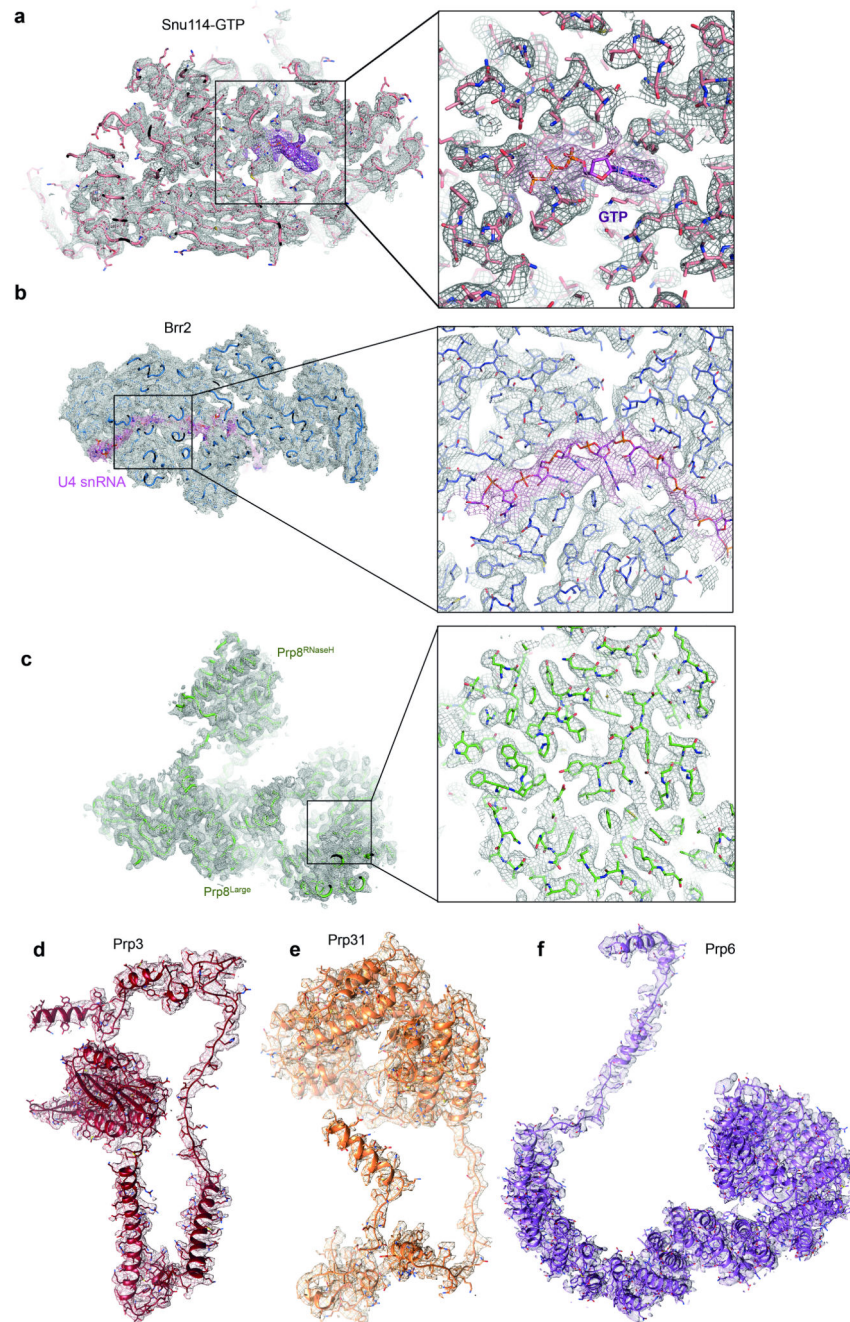 a
Snu114-GTP
GTP
b
Brr2
U4 snRNA
c
Prp8RNaseH
Prp8Large
d
Prp3
e
Prp31
f
Prp6